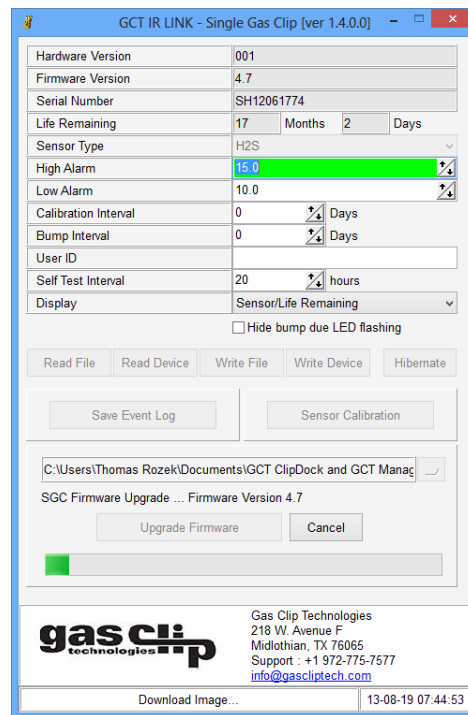 GCT IR LINK - Single Gas Clip [ver 1.4.0.0]
Hardware Version 001
Firmware Version 4.7
Serial Number SH12061774
Life Remaining 17 Months 2 Days
Sensor Type H2S
High Alarm 15.0
Low Alarm 10.0
Calibration Interval 0 Days
Bump Interval 0 Days
User ID
Self Test Interval 20 hours
Display Sensor/Life Remaining
Hide bump due LED flashing
Read File Read Device Write File Write Device Hibernate
Save Event Log Sensor Calibration
C:\Users\Thomas Rozek\Documents\GCT ClipDock and GCT Manag
SGC Firmware Upgrade ... Firmware Version 4.7
Upgrade Firmware Cancel
gas clip
technologies
Gas Clip Technologies
218 W. Avenue F
Midlothian, TX 76065
Support : +1 972-775-7577
info@gascliptech.com
Download Image... 13-08-19 07:44:53